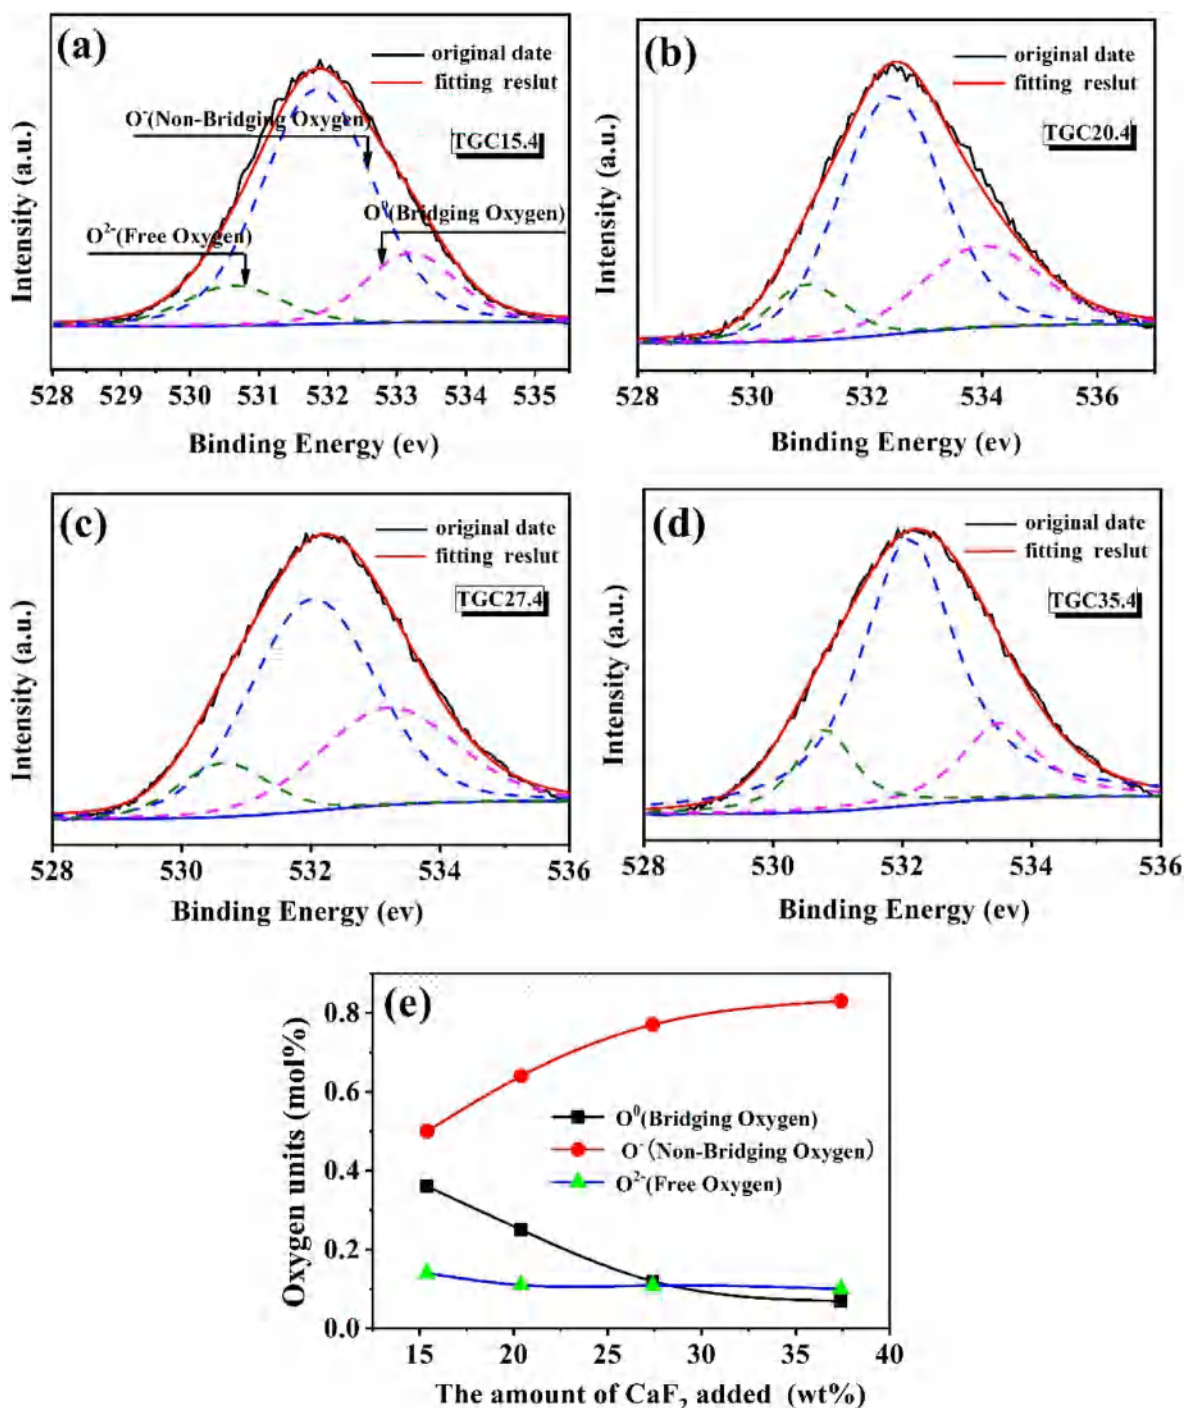 (a)
original date
fitting reslut
O⁻(Non-Bridging Oxygen)
TGC15.4
O⁰(Bridging Oxygen)
O²⁻(Free Oxygen)
Intensity (a.u.)
528 529 530 531 532 533 534 535
Binding Energy (ev)
(b)
original date
fitting reslut
TGC20.4
Intensity (a.u.)
528 530 532 534 536
Binding Energy (ev)
(c)
original date
fitting reslut
TGC27.4
Intensity (a.u.)
528 530 532 534 536
Binding Energy (ev)
(d)
original date
fitting reslut
TGC35.4
Intensity (a.u.)
528 530 532 534 536
Binding Energy (ev)
(e)
Oxygen units (mol%)
0.8
0.6
0.4
0.2
0.0
O⁰(Bridging Oxygen)
O⁻(Non-Bridging Oxygen)
O²⁻(Free Oxygen)
15 20 25 30 35 40
The amount of CaF₂ added (wt%)